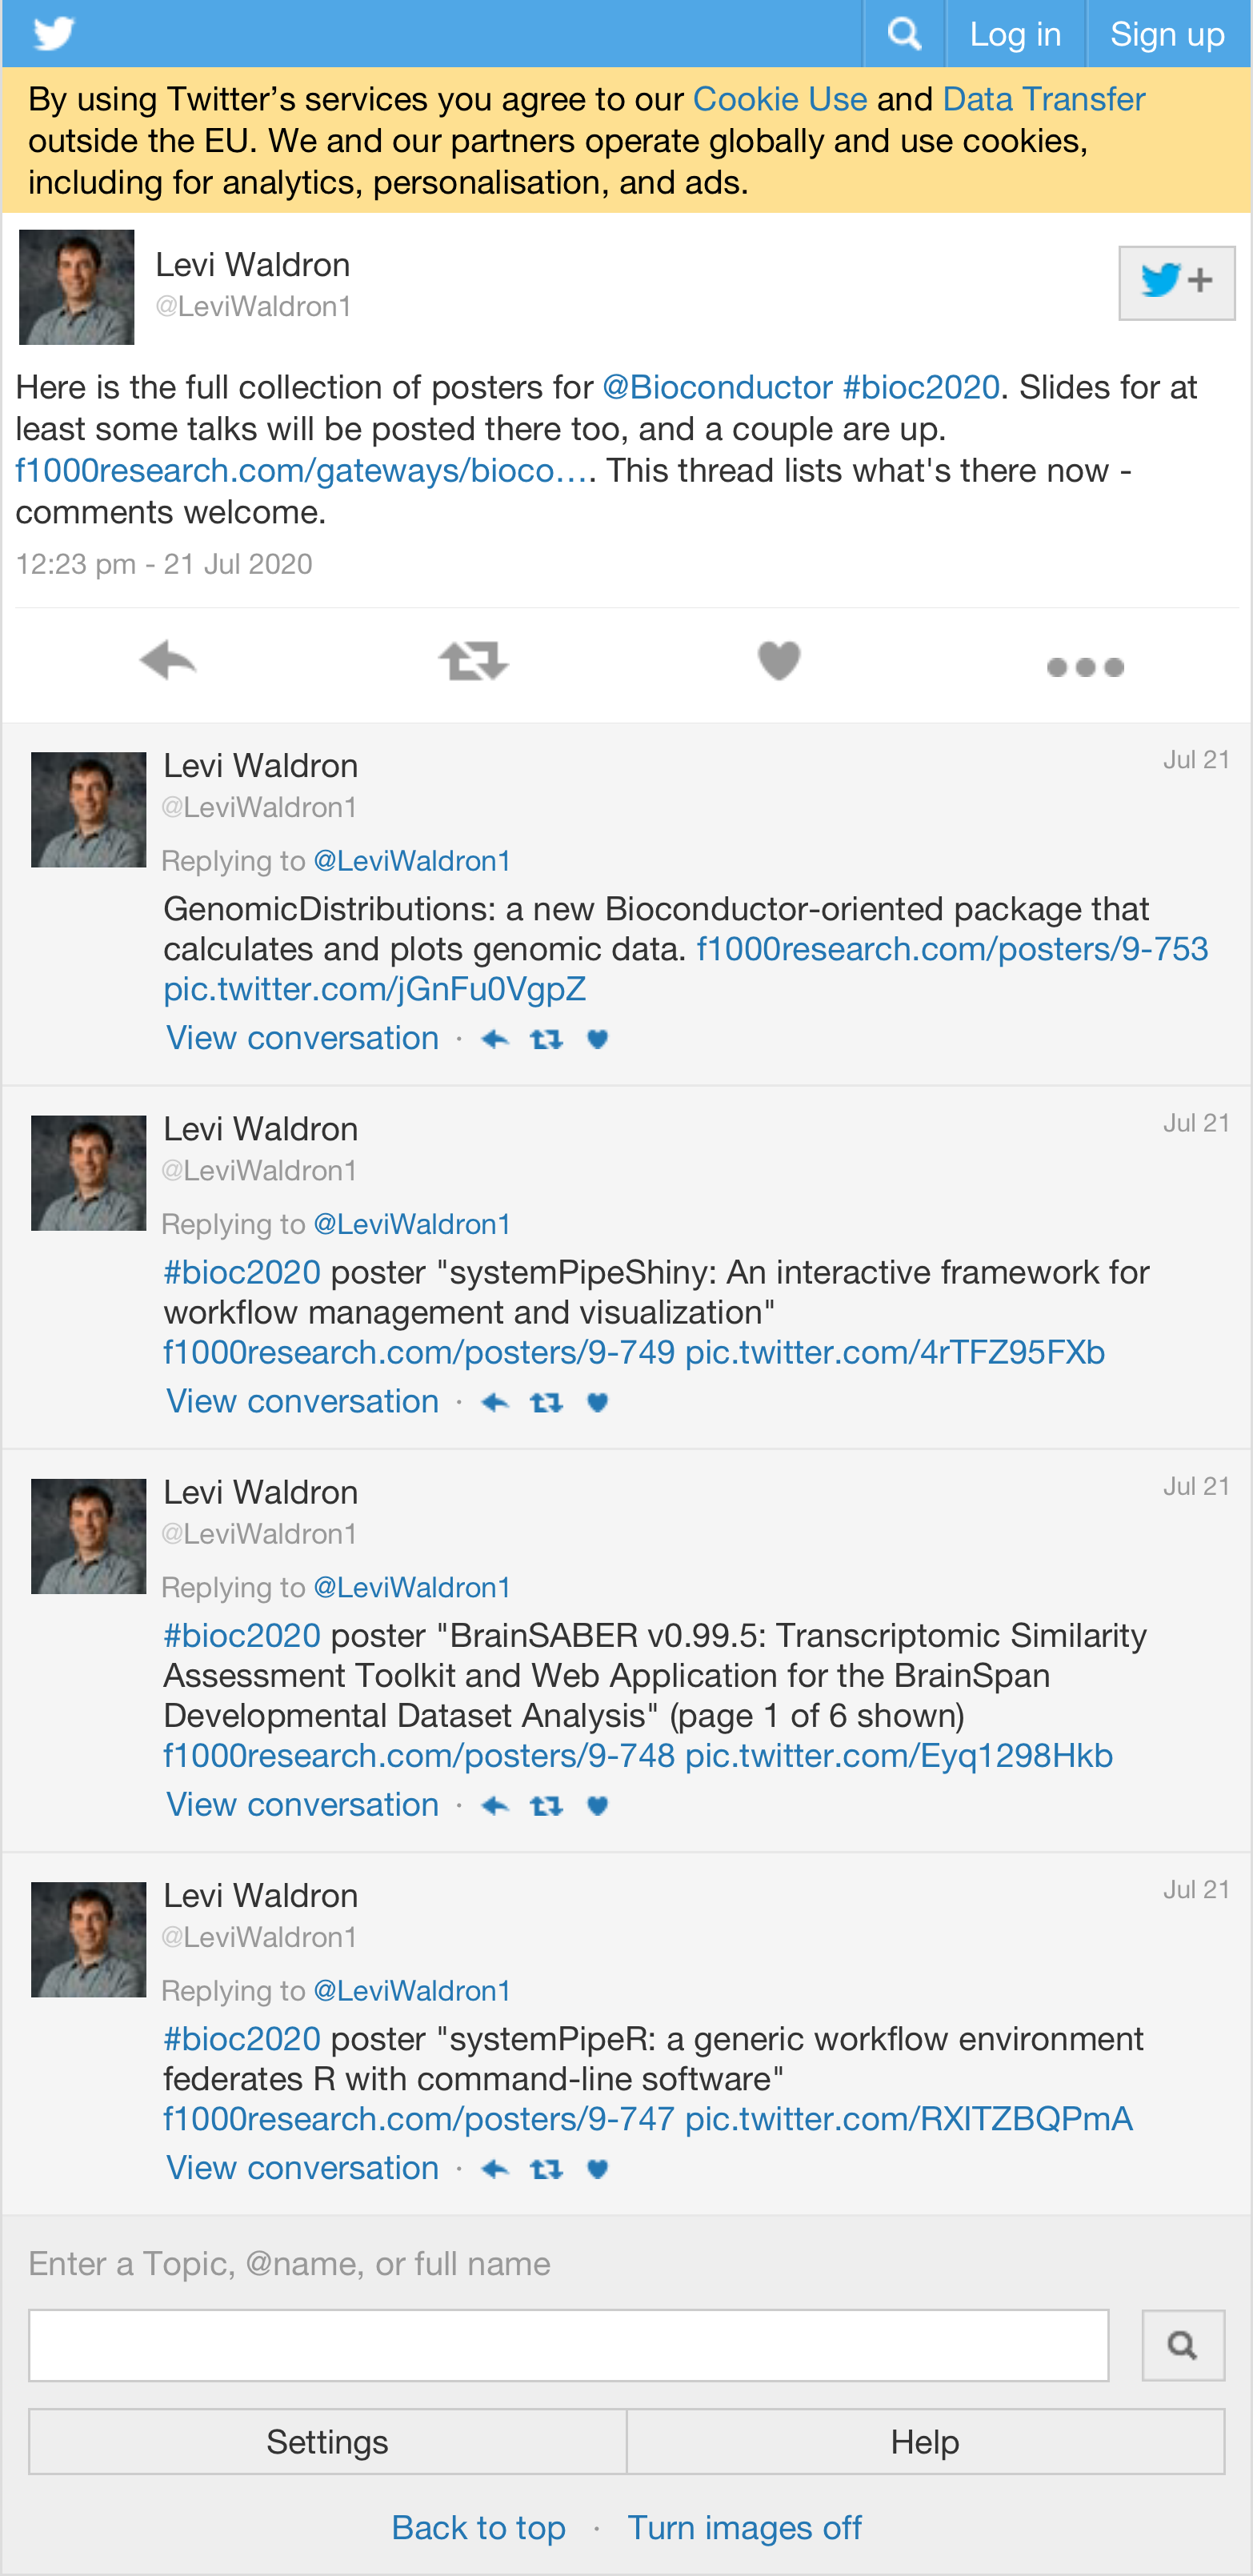 Log in
Sign up
By using Twitter’s services you agree to our Cookie Use and Data Transfer
outside the EU. We and our partners operate globally and use cookies,
including for analytics, personalisation, and ads.
Levi Waldron
@LeviWaldron1
+
Here is the full collection of posters for @Bioconductor #bioc2020. Slides for at
least some talks will be posted there too, and a couple are up.
f1000research.com/gateways/bioco…. This thread lists what's there now -
comments welcome.
12:23 pm - 21 Jul 2020
Levi Waldron
Jul 21
@LeviWaldron1
Replying to @LeviWaldron1
GenomicDistributions: a new Bioconductor-oriented package that
calculates and plots genomic data. f1000research.com/posters/9-753
pic.twitter.com/jGnFu0VgpZ
View conversation ·
Levi Waldron
Jul 21
@LeviWaldron1
Replying to @LeviWaldron1
#bioc2020 poster "systemPipeShiny: An interactive framework for
workflow management and visualization"
f1000research.com/posters/9-749 pic.twitter.com/4rTFZ95FXb
View conversation ·
Levi Waldron
Jul 21
@LeviWaldron1
Replying to @LeviWaldron1
#bioc2020 poster "BrainSABER v0.99.5: Transcriptomic Similarity
Assessment Toolkit and Web Application for the BrainSpan
Developmental Dataset Analysis" (page 1 of 6 shown)
f1000research.com/posters/9-748 pic.twitter.com/Eyq1298Hkb
View conversation ·
Levi Waldron
Jul 21
@LeviWaldron1
Replying to @LeviWaldron1
#bioc2020 poster "systemPipeR: a generic workflow environment
federates R with command-line software"
f1000research.com/posters/9-747 pic.twitter.com/RXITZBQPmA
View conversation ·
Enter a Topic, @name, or full name
Settings
Help
Back to top · Turn images off